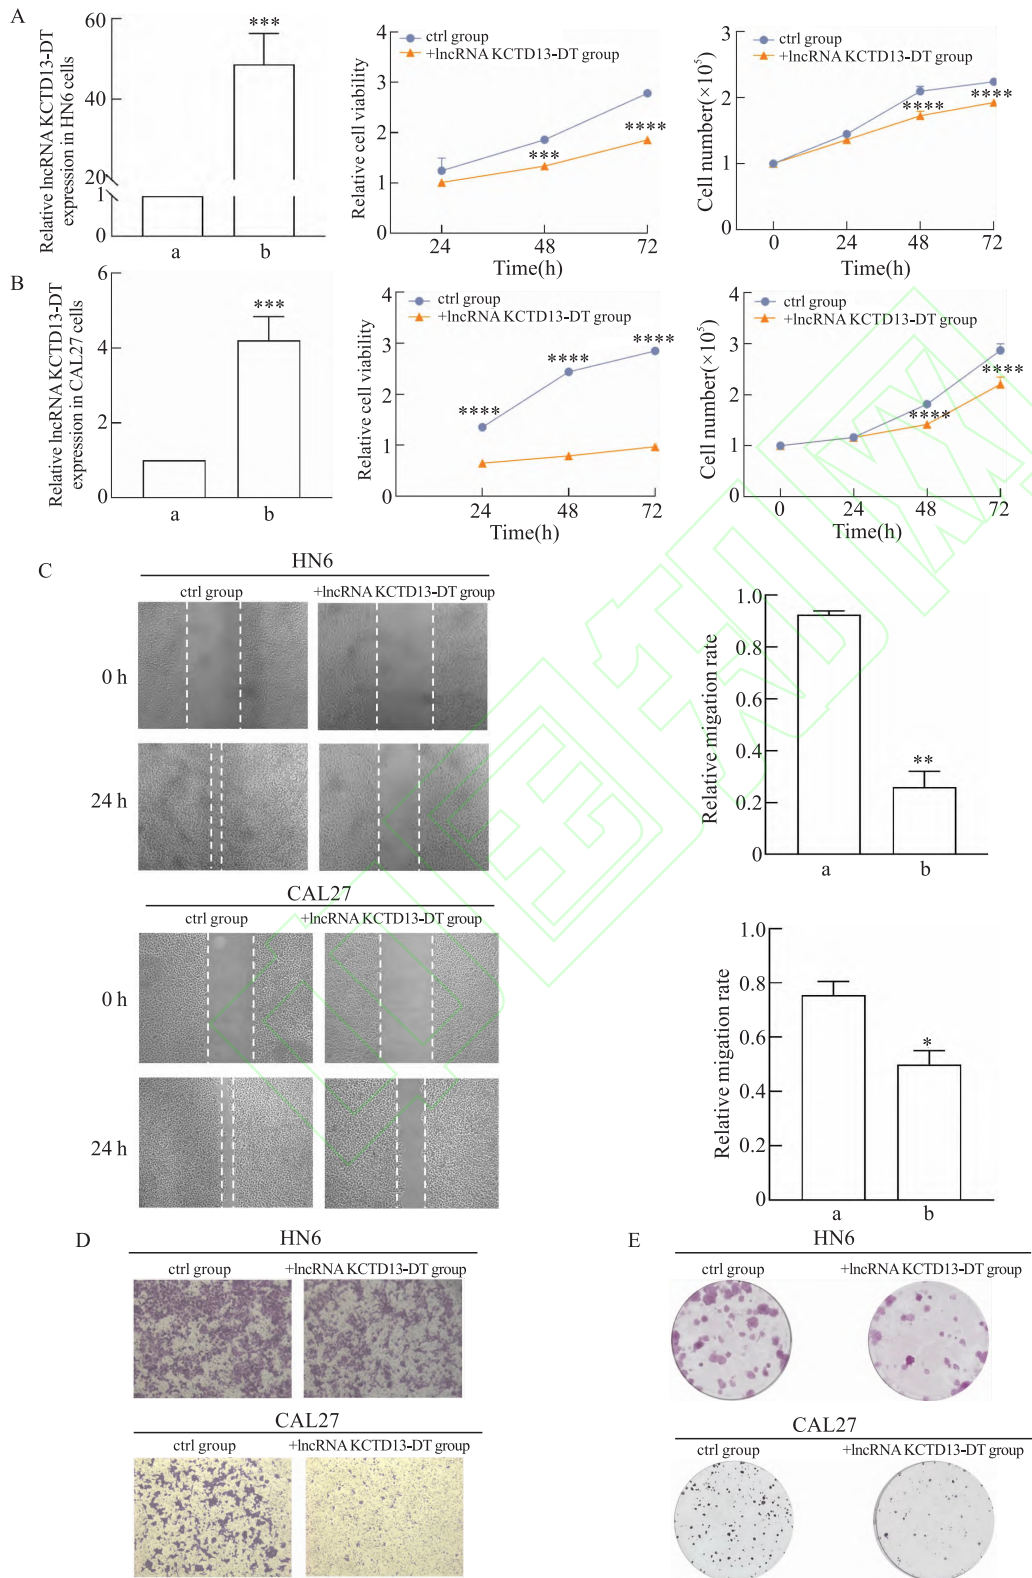 A
Relative lncRNA KCTD13-DT
expression in HN6 cells
60
40
20
1
0
***
a
b
Relative cell viability
4
3
2
1
0
ctrl group
+lncRNA KCTD13-DT group
***
****
24
48
72
Time(h)
Cell number(×10⁵)
3
2
1
0
ctrl group
+lncRNA KCTD13-DT group
****
****
0
24
48
72
Time(h)
B
Relative lncRNA KCTD13-DT
expression in CAL27 cells
6
4
2
0
***
a
b
Relative cell viability
4
3
2
1
0
ctrl group
+lncRNA KCTD13-DT group
****
****
****
24
48
72
Time(h)
Cell number(×10⁵)
4
3
2
1
0
ctrl group
+lncRNA KCTD13-DT group
****
****
0
24
48
72
Time(h)
C
HN6
ctrl group
+lncRNA KCTD13-DT group
0 h
24 h
Relative migation rate
1.0
0.8
0.6
0.4
0.2
0
**
a
b
CAL27
ctrl group
+lncRNA KCTD13-DT group
0 h
24 h
Relative migation rate
1.0
0.8
0.6
0.4
0.2
0
*
a
b
D
HN6
ctrl group
+lncRNA KCTD13-DT group
CAL27
ctrl group
+lncRNA KCTD13-DT group
E
HN6
ctrl group
+lncRNA KCTD13-DT group
CAL27
ctrl group
+lncRNA KCTD13-DT group